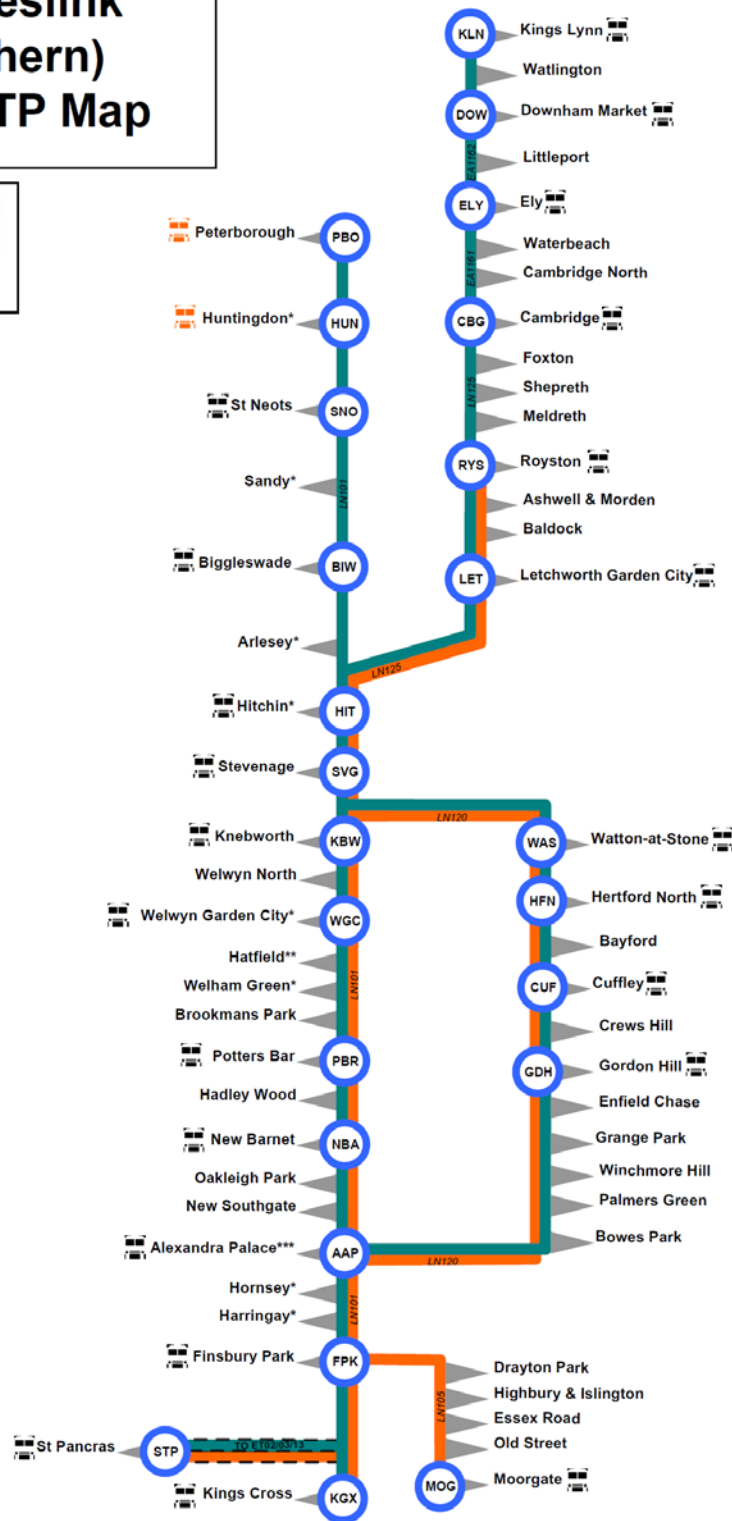 eslink
hern)
TP Map
KLN Kings Lynn
Watlington
DOW Downham Market
EA1162
Littleport
ELY Ely
Waterbeach
EA1161
Cambridge North
CBG Cambridge
Foxton
LN125
Shepreth
Meldreth
RYS Royston
Ashwell & Morden
Baldock
LET Letchworth Garden City
LN125
Peterborough PBO
Huntingdon* HUN
St Neots SNO
Sandy*
LN101
Biggleswade BIW
Arlesey*
Hitchin* HIT
Stevenage SVG
LN120
Knebworth KBW
Welwyn North
Welwyn Garden City* WGC
Hatfield**
LN101
Welham Green*
Brookmans Park
Potters Bar PBR
Hadley Wood
New Barnet NBA
Oakleigh Park
New Southgate
Alexandra Palace*** AAP
WAS Watton-at-Stone
HFN Hertford North
Bayford
CUF Cuffley
Crews Hill
GDH Gordon Hill
Enfield Chase
Grange Park
Winchmore Hill
Palmers Green
Bowes Park
LN120
Hornsey*
LN101
Harringay*
Finsbury Park FPK
Drayton Park
Highbury & Islington
LN105
Essex Road
Old Street
MOG Moorgate
St Pancras STP
TO ET02/03/13
Kings Cross KGX